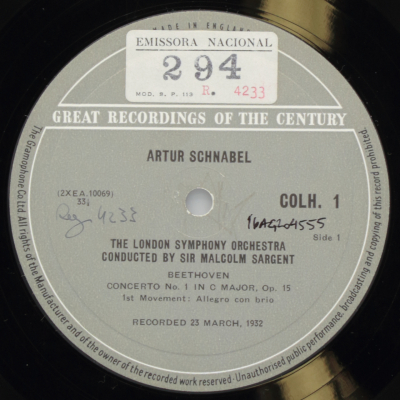 MADE IN ENGLAND
EMISSORA NACIONAL
294
MOD. R. P. 113 R. 4233
GREAT RECORDINGS OF THE CENTURY
ARTUR SCHNABEL
(2XEA.10069)
33⅓
COLH. 1
Reg. 4233
16AG204555
Side 1
THE LONDON SYMPHONY ORCHESTRA
CONDUCTED BY SIR MALCOLM SARGENT
BEETHOVEN
CONCERTO No. 1 IN C MAJOR, Op. 15
1st Movement: Allegro con brio
RECORDED 23 MARCH, 1932
The Gramophone Co Ltd. All rights of the Manufacturer and of the owner of the recorded work reserved. Unauthorised public performance, broadcasting and copying of this record prohibited.